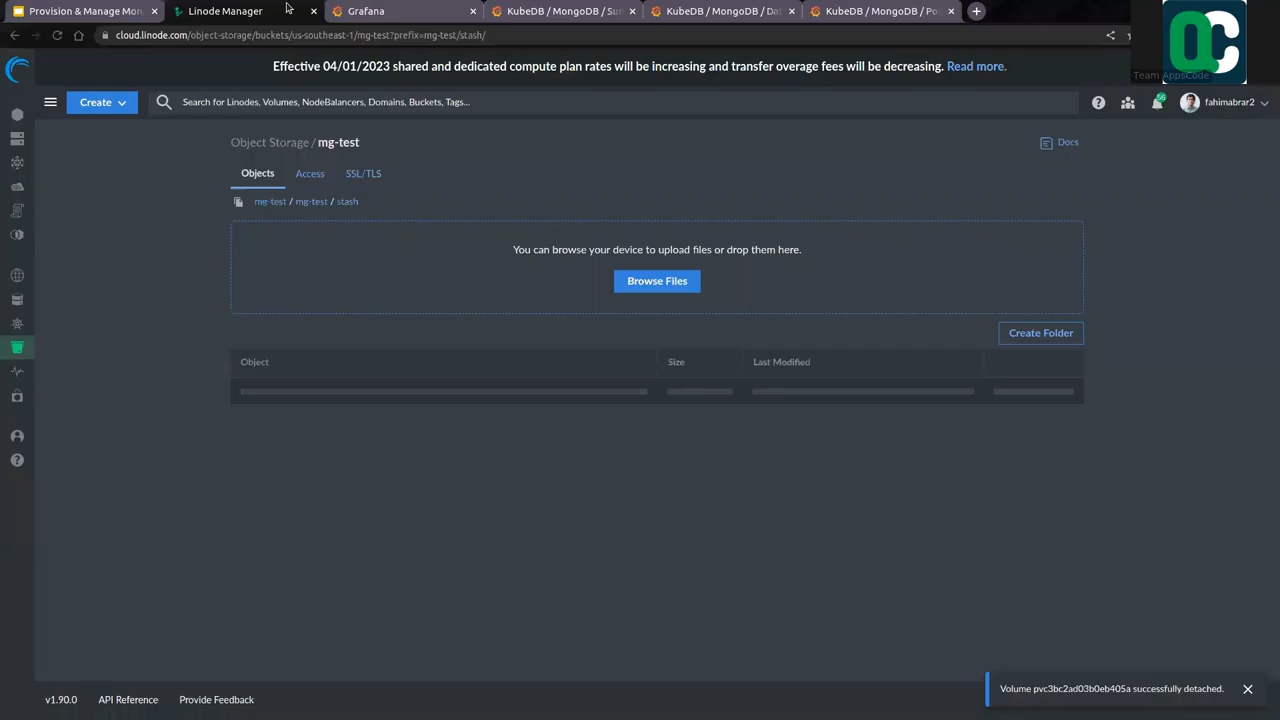 Provision & Manage Mon
Linode Manager
Grafana
KubeDB / MongoDB / Sun
KubeDB / MongoDB / Dat
KubeDB / MongoDB / Po
cloud.linode.com/object-storage/buckets/us-southeast-1/mg-test?prefix=mg-test/stash/
Team AppsCode
Effective 04/01/2023 shared and dedicated compute plan rates will be increasing and transfer overage fees will be decreasing. Read more.
Create
Search for Linodes, Volumes, NodeBalancers, Domains, Buckets, Tags...
56
fahimabrar2
Object Storage / mg-test
Docs
Objects
Access
SSL/TLS
mg-test / mg-test / stash
You can browse your device to upload files or drop them here.
Browse Files
Create Folder
Object
Size
Last Modified
Volume pvc3bc2ad03b0eb405a successfully detached.
v1.90.0
API Reference
Provide Feedback